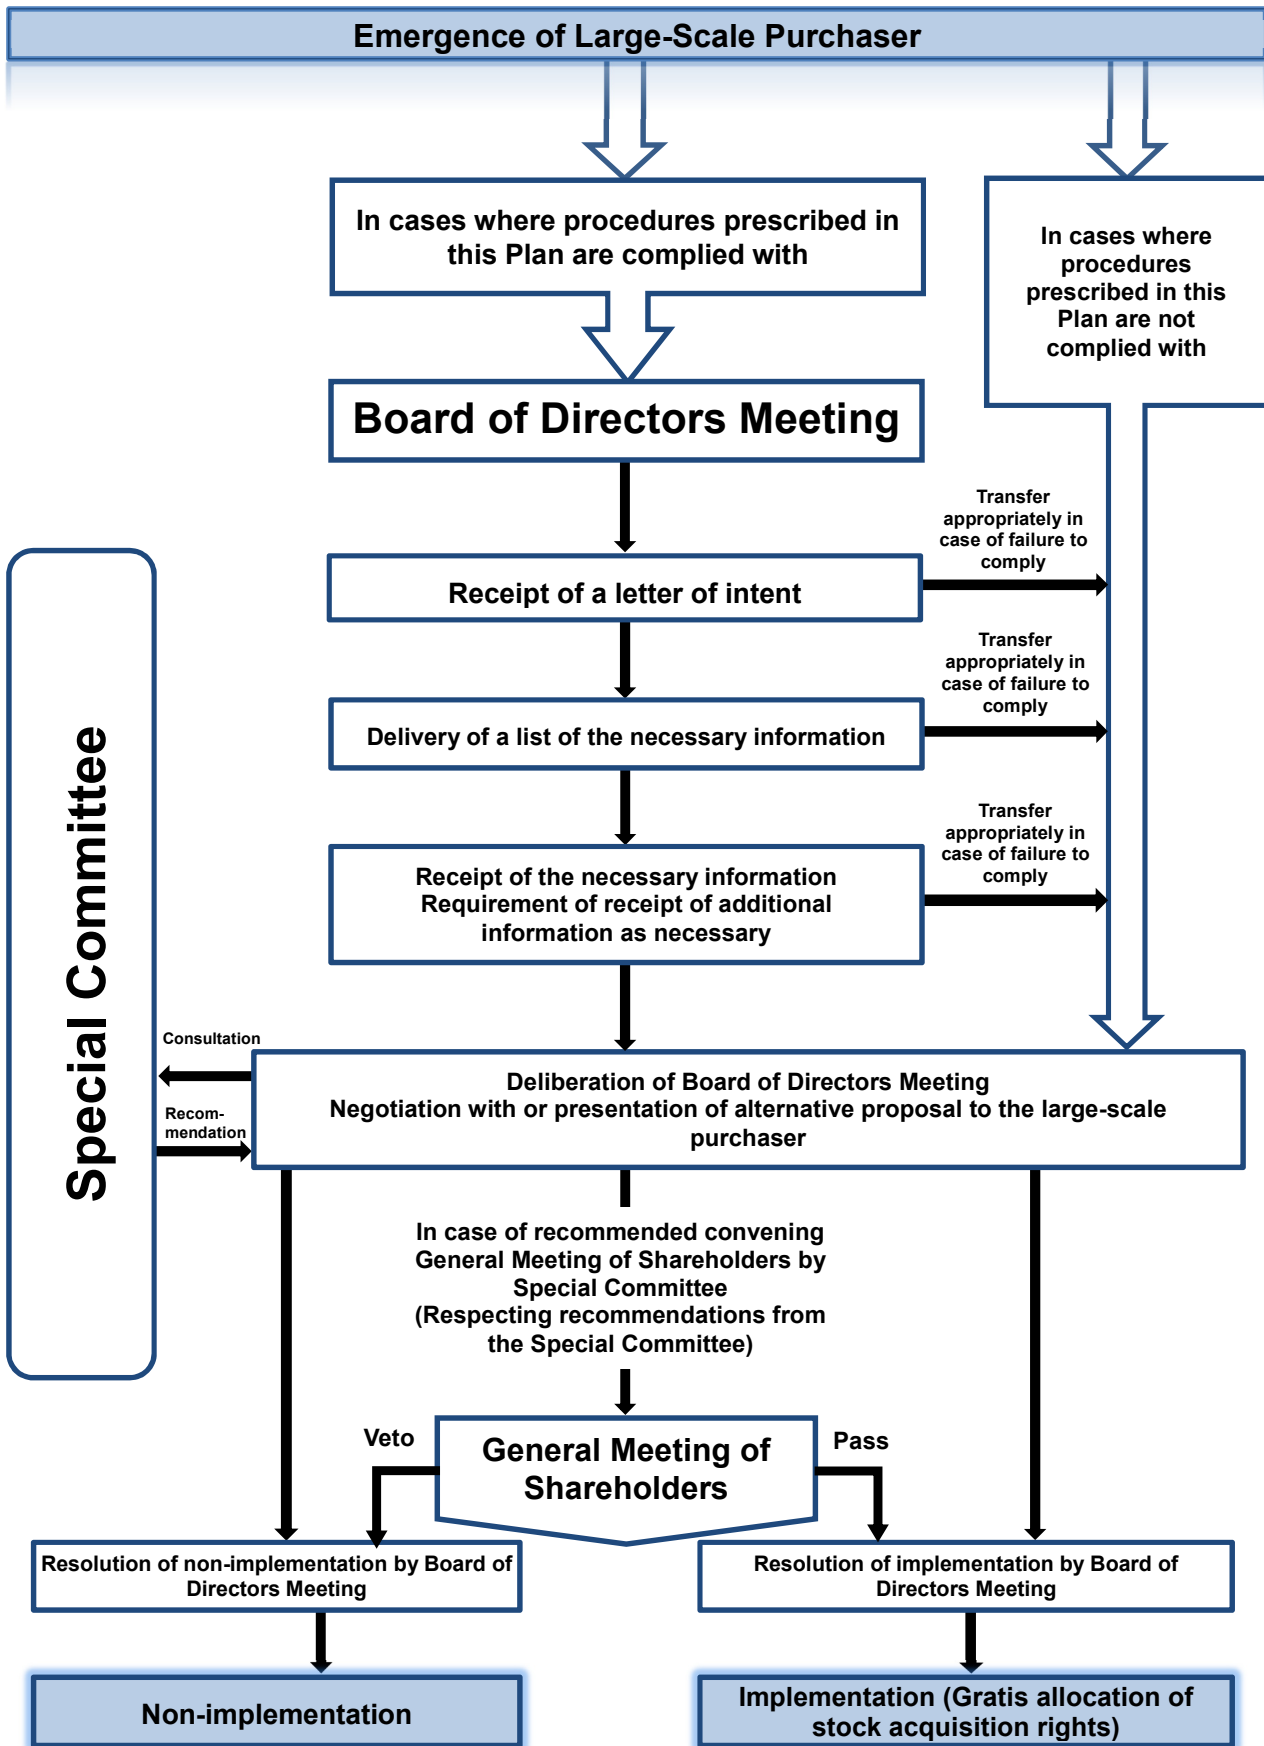 Emergence of Large-Scale Purchaser
In cases where procedures prescribed in
this Plan are complied with
In cases where
procedures
prescribed in this
Plan are not
complied with
Board of Directors Meeting
Transfer
appropriately in
case of failure to
comply
Receipt of a letter of intent
Transfer
appropriately in
case of failure to
comply
Delivery of a list of the necessary information
Transfer
appropriately in
case of failure to
comply
Receipt of the necessary information
Requirement of receipt of additional
information as necessary
Special Committee
Consultation
Recom-
mendation
Deliberation of Board of Directors Meeting
Negotiation with or presentation of alternative proposal to the large-scale
purchaser
In case of recommended convening
General Meeting of Shareholders by
Special Committee
(Respecting recommendations from
the Special Committee)
Veto
General Meeting of
Shareholders
Pass
Resolution of non-implementation by Board of
Directors Meeting
Resolution of implementation by Board of
Directors Meeting
Non-implementation
Implementation (Gratis allocation of
stock acquisition rights)